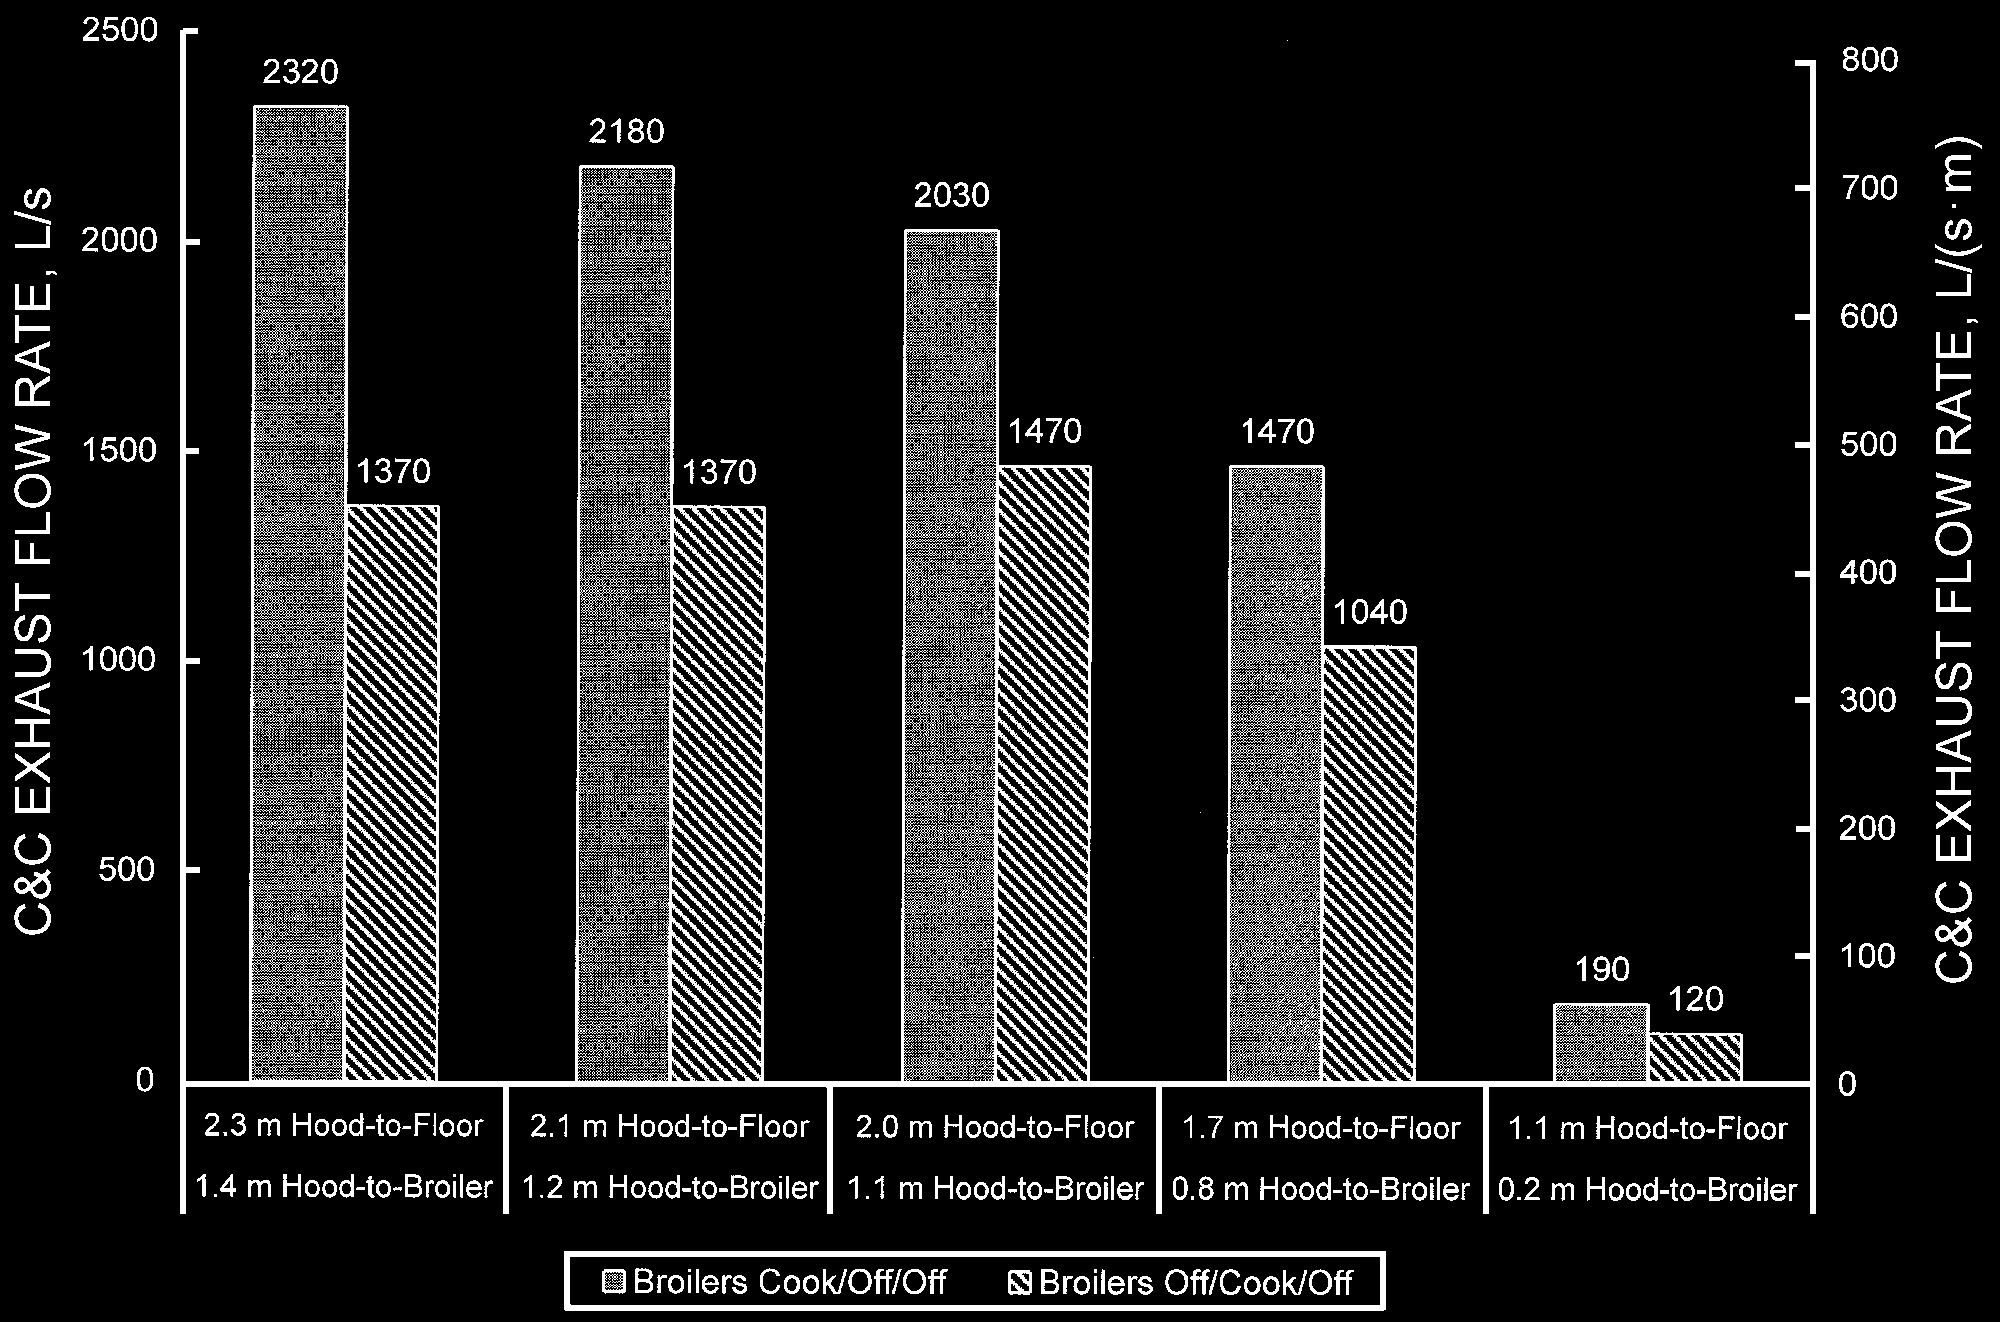 C&C EXHAUST FLOW RATE, L/s
2500
2000
1500
1000
500
0
2320
1370
2180
1370
2030
1470
1470
1040
190
120
800
700
600
500
400
300
200
100
0
C&C EXHAUST FLOW RATE, L/(s·m)
2.3 m Hood-to-Floor
1.4 m Hood-to-Broiler
2.1 m Hood-to-Floor
1.2 m Hood-to-Broiler
2.0 m Hood-to-Floor
1.1 m Hood-to-Broiler
1.7 m Hood-to-Floor
0.8 m Hood-to-Broiler
1.1 m Hood-to-Floor
0.2 m Hood-to-Broiler
Broilers Cook/Off/Off
Broilers Off/Cook/Off